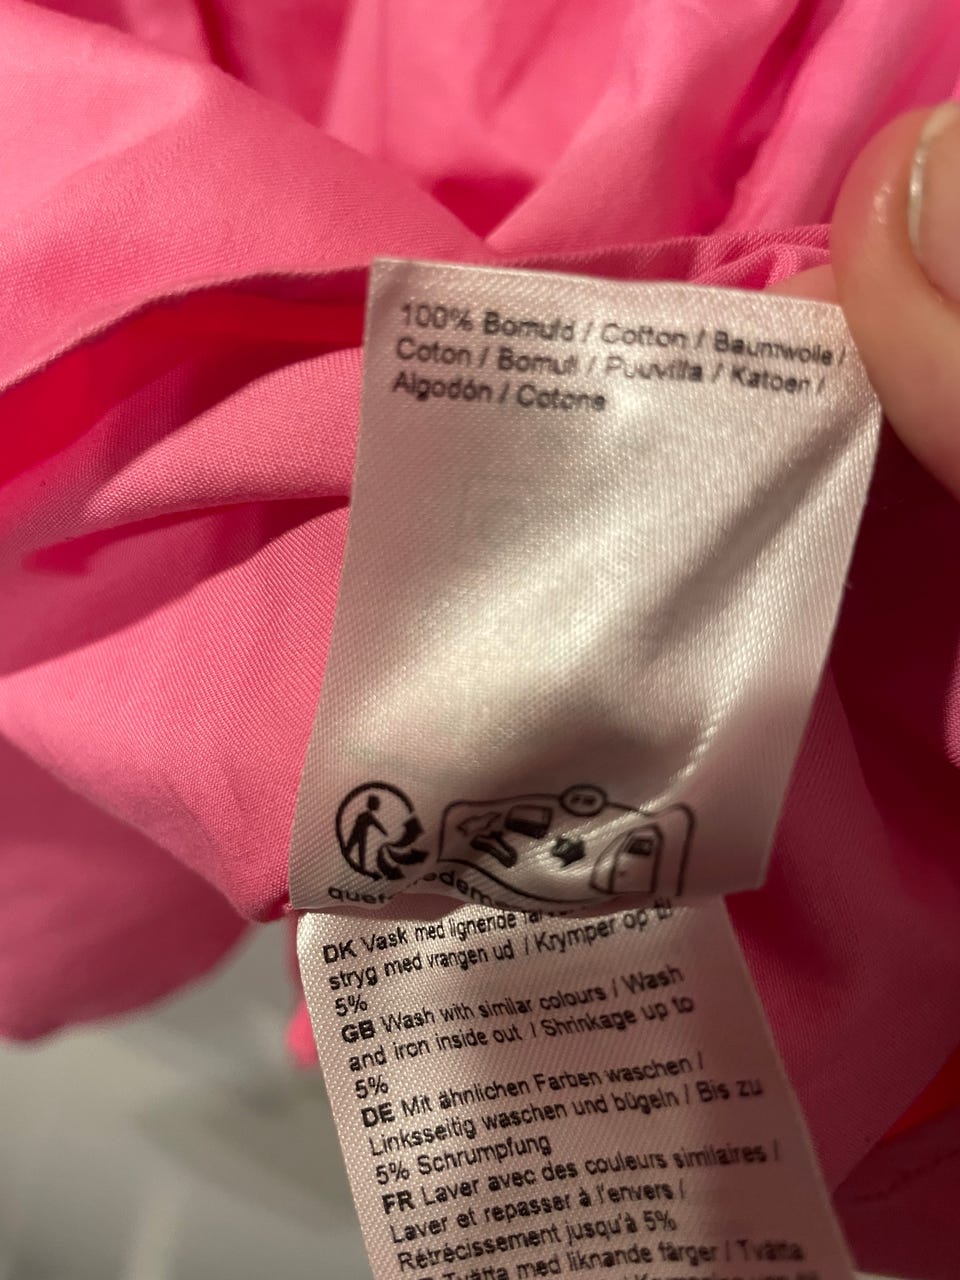 100% Bomuld / Cotton / Baumwolle /
Coton / Bomull / Puuvilla / Katoen /
Algodón / Cotone
FR
DK Vask med lignende
stryg med vrangen ud / Krymper op til
5%
GB Wash with similar colours / Wash
and iron inside out / Shrinkage up to
5%
DE Mit ähnlichen Farben waschen /
Linksseitig waschen und bügeln / Bis zu
5% Schrumpfung
FR Laver avec des couleurs similaires /
Laver et repasser à l'envers /
Rétrécissement jusqu'à 5%
Tvätta med liknande färger / Tvätta